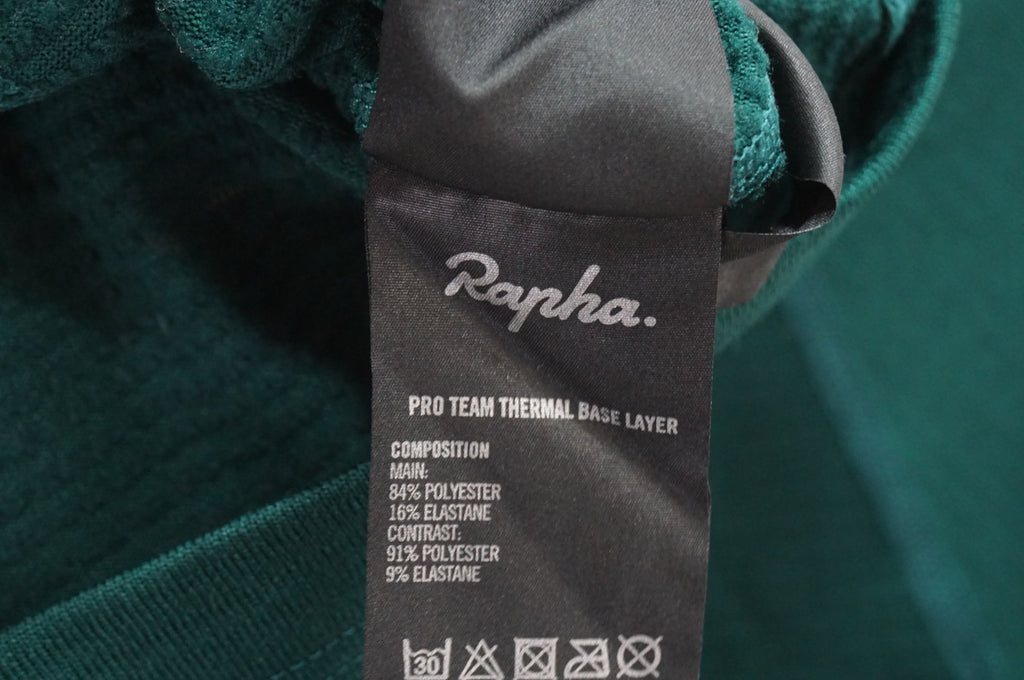 Rapha.
PRO TEAM THERMAL BASE LAYER
COMPOSITION
MAIN:
84% POLYESTER
16% ELASTANE
CONTRAST:
91% POLYESTER
9% ELASTANE
30